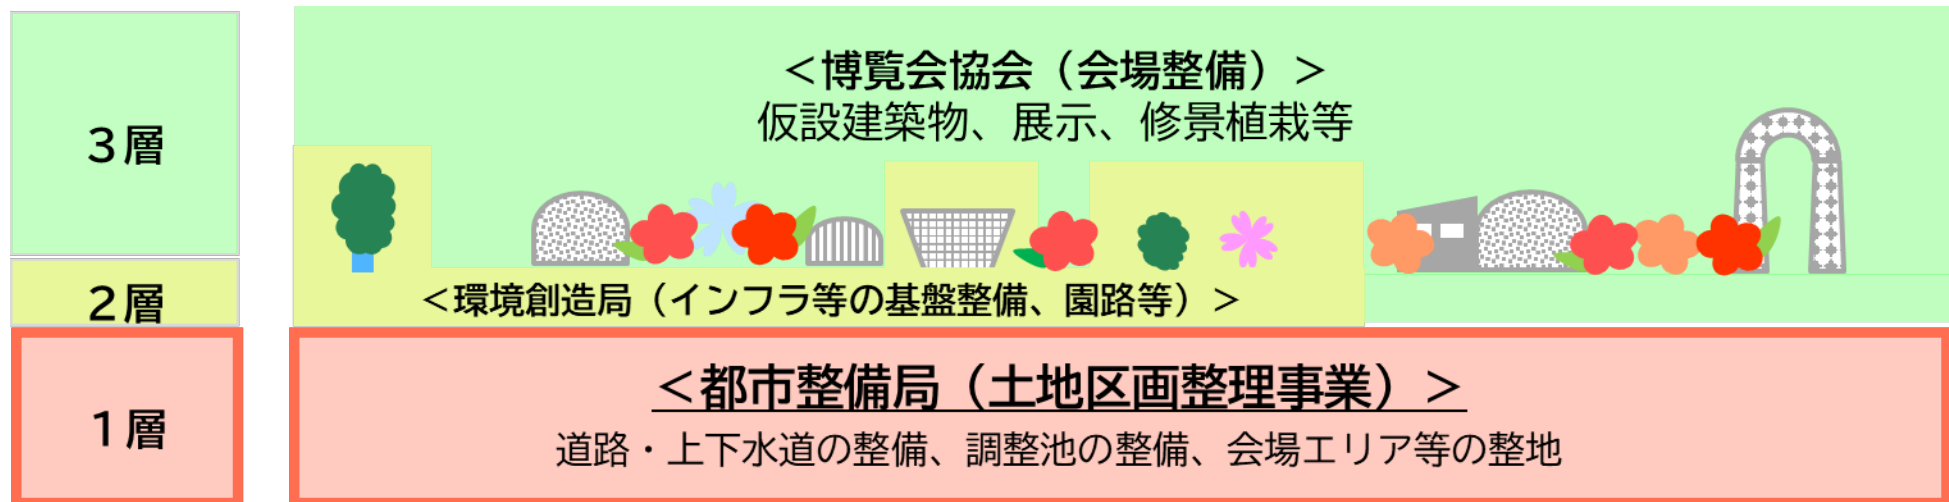 3層
＜博覧会協会（会場整備）＞
仮設建築物、展示、修景植栽等
2層
＜環境創造局（インフラ等の基盤整備、園路等）＞
1層
＜都市整備局（土地区画整理事業）＞
道路・上下水道の整備、調整池の整備、会場エリア等の整地